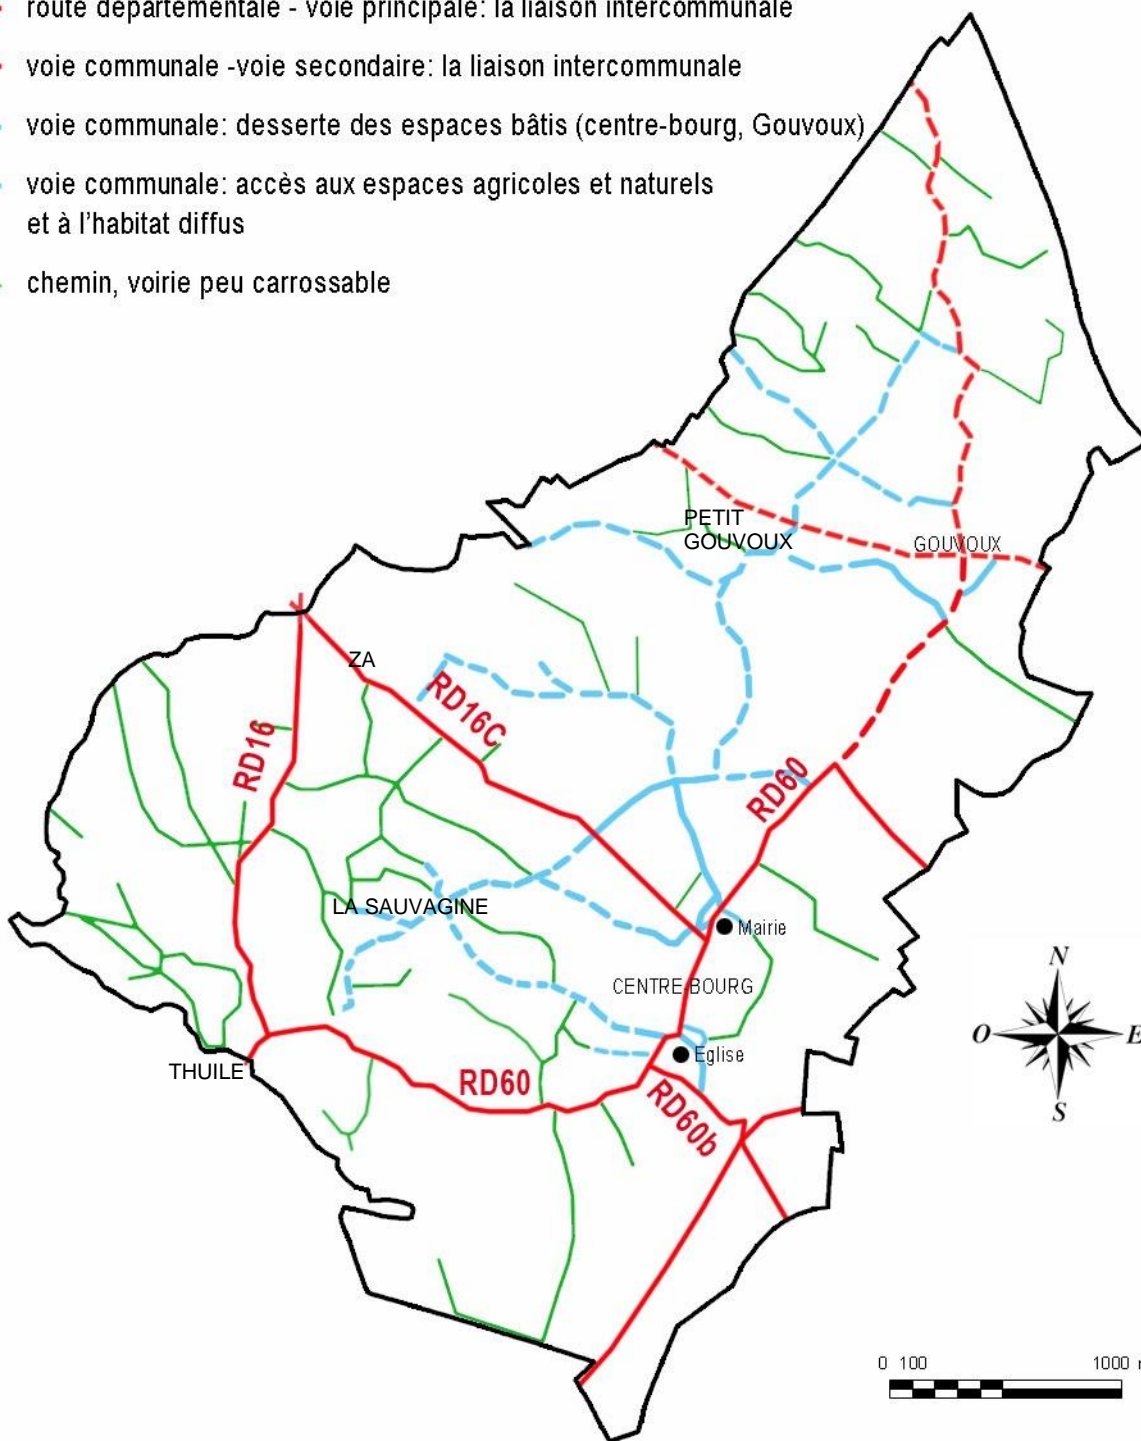 route départementale - voie principale: la liaison intercommunale
voie communale -voie secondaire: la liaison intercommunale
voie communale: desserte des espaces bâtis (centre-bourg, Gouvoux)
voie communale: accès aux espaces agricoles et naturels
et à l'habitat diffus
chemin, voirie peu carrossable
PETIT
GOUVOUX
GOUVOUX
ZA
RD16C
RD16
RD60
LA SAUVAGINE
Mairie
CENTRE-BOURG
Eglise
THUILE
RD60
RD60b
N
O
E
S
0 100 1000